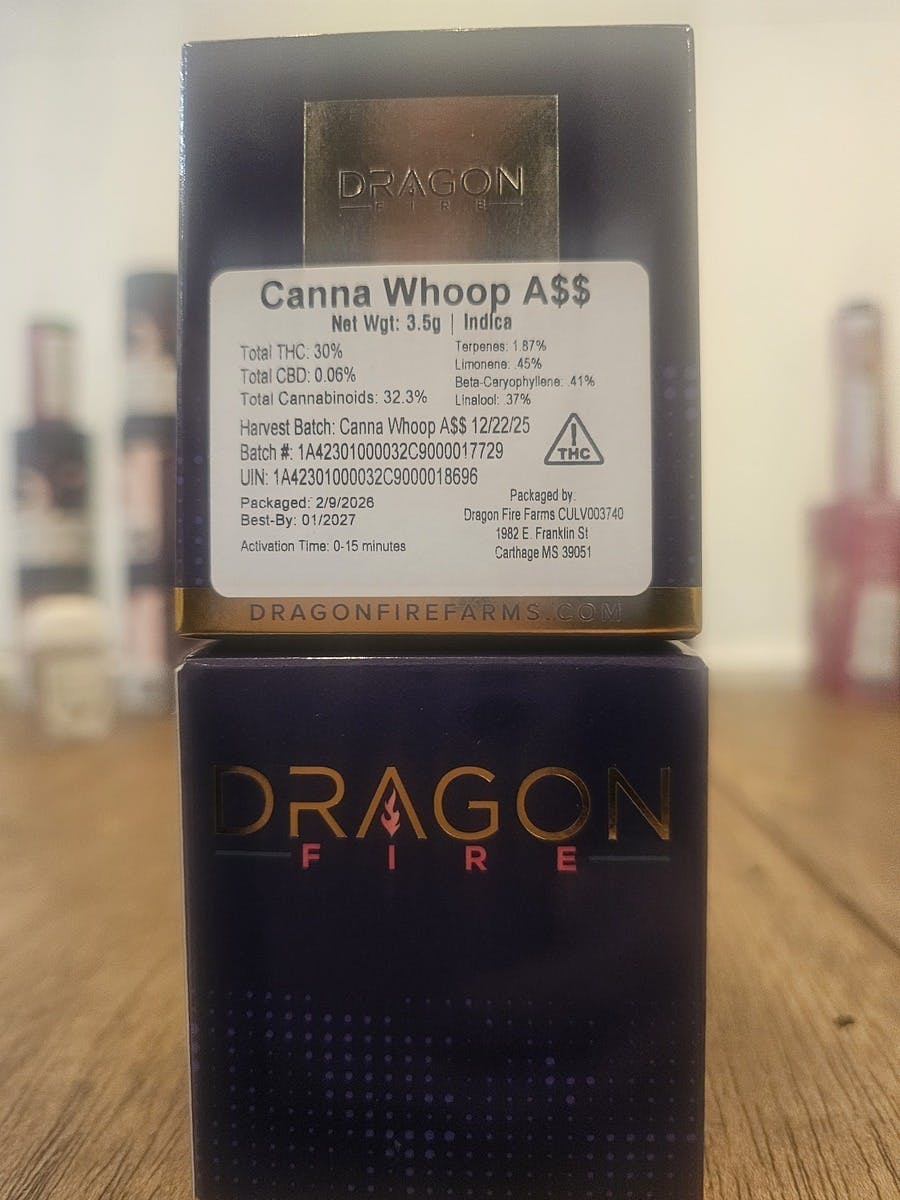 DRAGON
FIRE
Canna Whoop A$$
Net Wgt: 3.5g | Indica
Total THC: 30%
Total CBD: 0.06%
Total Cannabinoids: 32.3%
Terpenes: 1.87%
Limonene: .45%
Beta-Caryophyllene: .41%
Linalool: .37%
Harvest Batch: Canna Whoop A$$ 12/22/25
Batch #: 1A42301000032C9000017729
UIN: 1A42301000032C9000018696
! THC
Packaged: 2/9/2026
Best-By: 01/2027
Activation Time: 0-15 minutes
Packaged by:
Dragon Fire Farms CULV003740
1982 E. Franklin St
Carthage MS 39051
DRAGONFIREFARMS.COM
DRAGON
FIRE